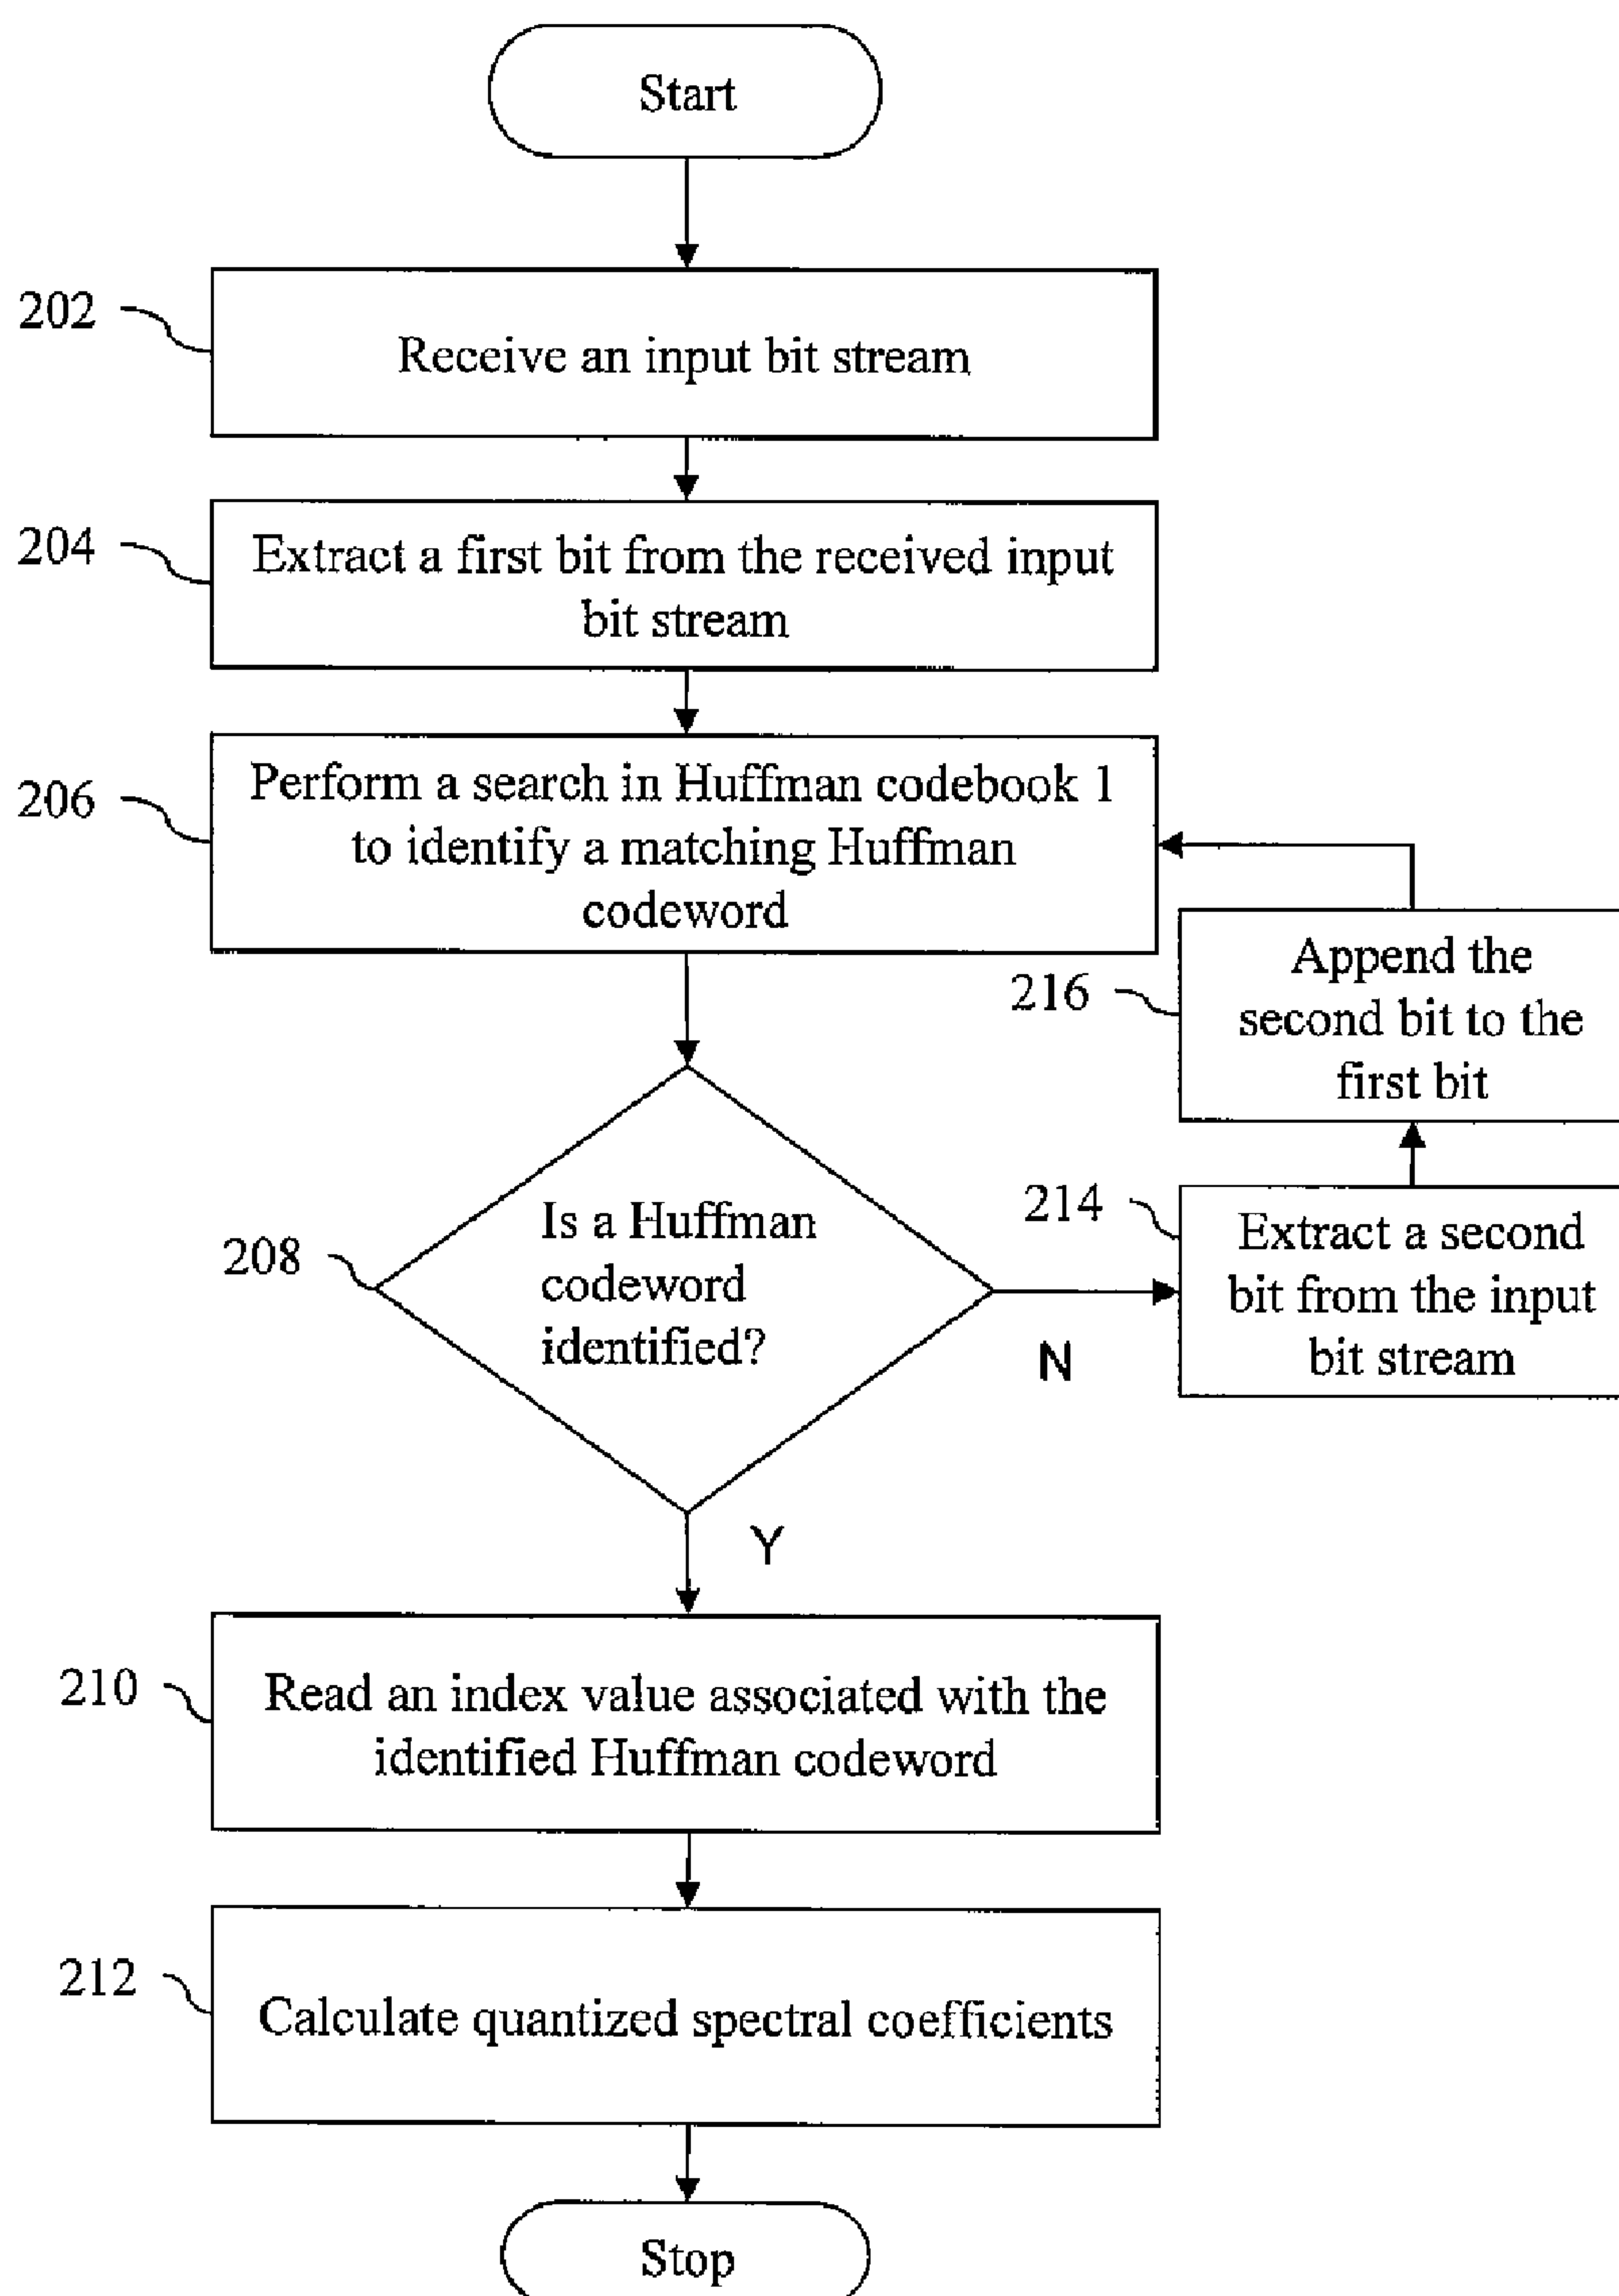 Start
202
Receive an input bit stream
204
Extract a first bit from the received input
bit stream
206
Perform a search in Huffman codebook 1
to identify a matching Huffman
codeword
216
Append the
second bit to the
first bit
214
Extract a second
bit from the input
bit stream
208
Is a Huffman
codeword
identified?
N
Y
210
Read an index value associated with the
identified Huffman codeword
212
Calculate quantized spectral coefficients
Stop